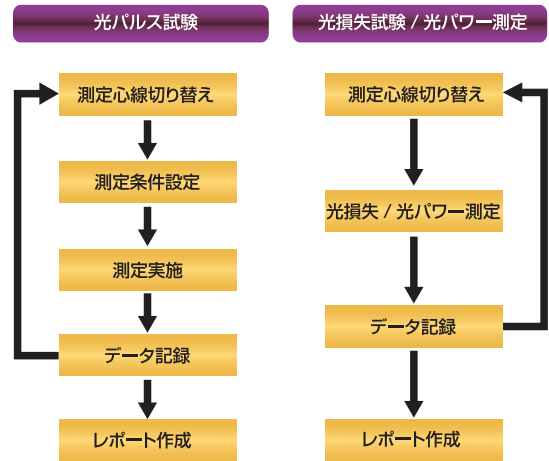 光パルス試験
測定心線切り替え
測定条件設定
測定実施
データ記録
レポート作成
光損失試験 / 光パワー測定
測定心線切り替え
光損失 / 光パワー測定
データ記録
レポート作成